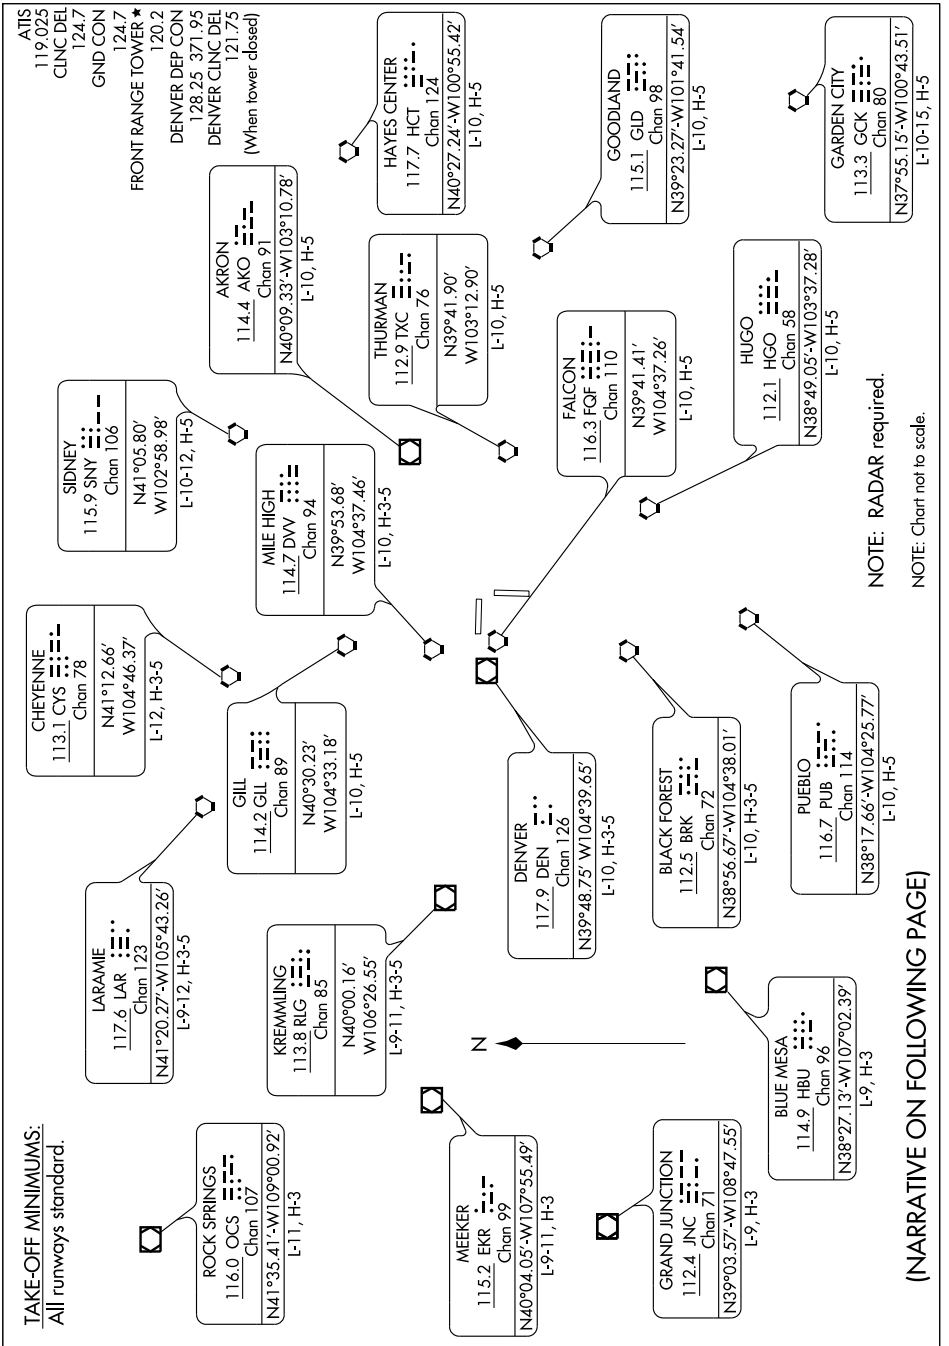 TAKE-OFF MINIMUMS:
All runways standard.
ATIS
119.025
CLNC DEL
124.7
GND CON
124.7
FRONT RANGE TOWER ★
120.2
DENVER DEP CON
128.25 371.95
DENVER CLNC DEL
121.75
(When tower closed)
ROCK SPRINGS
116.0 OCS
Chan 107
N41°35.41'-W109°00.92'
L-11, H-3
LARAMIE
117.6 LAR
Chan 123
N41°20.27'-W105°43.26'
L-9-12, H-3-5
CHEYENNE
113.1 CYS
Chan 78
N41°12.66'
W104°46.37'
L-12, H-3-5
SIDNEY
115.9 SNY
Chan 106
N41°05.80'
W102°58.98'
L-10-12, H-5
AKRON
114.4 AKO
Chan 91
N40°09.33'-W103°10.78'
L-10, H-5
HAYES CENTER
117.7 HCT
Chan 124
N40°27.24'-W100°55.42'
L-10, H-5
GILL
114.2 GLL
Chan 89
N40°30.23'
W104°33.18'
L-10, H-5
MILE HIGH
114.7 DVV
Chan 94
N39°53.68'
W104°37.46'
L-10, H-3-5
KREMMLING
113.8 RLG
Chan 85
N40°00.16'
W106°26.55'
L-9-11, H-3-5
THURMAN
112.9 TXC
Chan 76
N39°41.90'
W103°12.90'
L-10, H-5
MEEKER
115.2 EKR
Chan 99
N40°04.05'-W107°55.49'
L-9-11, H-3
N
DENVER
117.9 DEN
Chan 126
N39°48.75' W104°39.65'
L-10, H-3-5
FALCON
116.3 FQF
Chan 110
N39°41.41'
W104°37.26'
L-10, H-5
GOODLAND
115.1 GLD
Chan 98
N39°23.27'-W101°41.54'
L-10, H-5
GRAND JUNCTION
112.4 JNC
Chan 71
N39°03.57'-W108°47.55'
L-9, H-3
BLACK FOREST
112.5 BRK
Chan 72
N38°56.67'-W104°38.01'
L-10, H-3-5
HUGO
112.1 HGO
Chan 58
N38°49.05'-W103°37.28'
L-10, H-5
BLUE MESA
114.9 HBU
Chan 96
N38°27.13'-W107°02.39'
L-9, H-3
PUEBLO
116.7 PUB
Chan 114
N38°17.66'-W104°25.77'
L-10, H-5
GARDEN CITY
113.3 GCK
Chan 80
N37°55.15'-W100°43.51'
L-10-15, H-5
NOTE: RADAR required.
NOTE: Chart not to scale.
(NARRATIVE ON FOLLOWING PAGE)